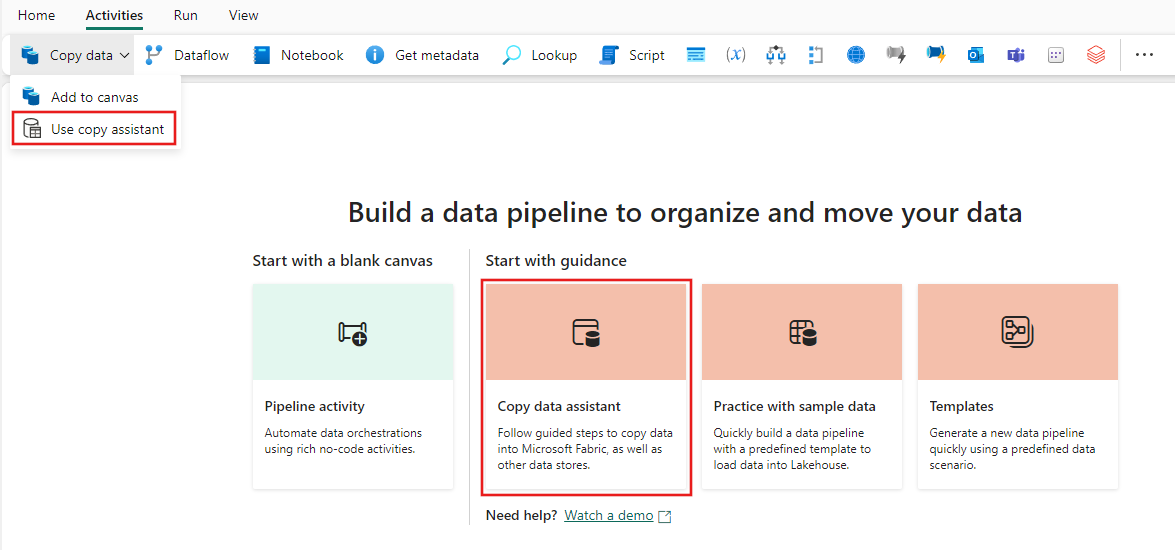 Home Activities Run View
Copy data Dataflow Notebook Get metadata Lookup Script (x) ...
Add to canvas
Use copy assistant
Build a data pipeline to organize and move your data
Start with a blank canvas
Start with guidance
Pipeline activity
Automate data orchestrations
using rich no-code activities.
Copy data assistant
Follow guided steps to copy data
into Microsoft Fabric, as well as
other data stores.
Practice with sample data
Quickly build a data pipeline
with a predefined template to
load data into Lakehouse.
Templates
Generate a new data pipeline
quickly using a predefined data
scenario.
Need help? Watch a demo